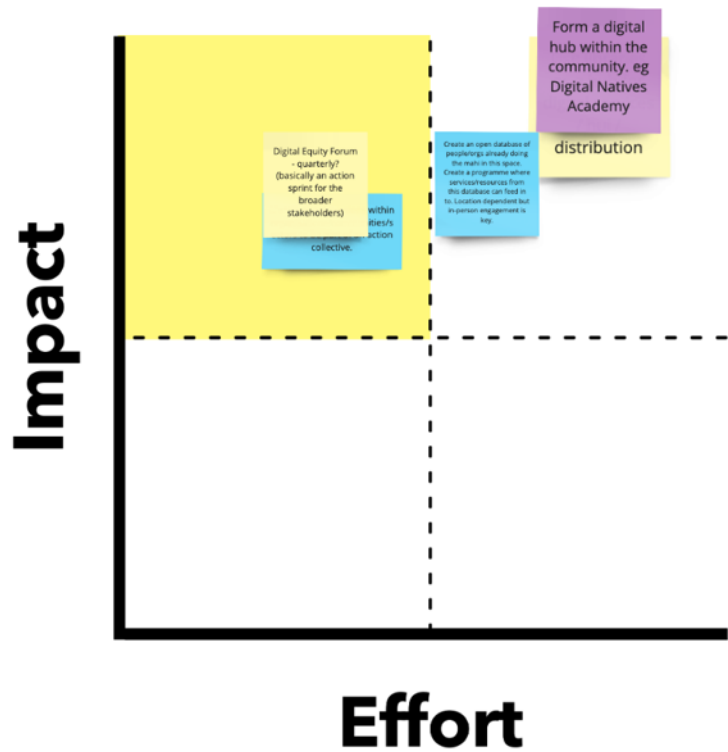 Form a digital
hub within the
community. eg
Digital Natives
Academy
distribution
Digital Equity Forum
- quarterly?
(basically an action
sprint for the
broader
stakeholders)
within
ities/s
action
collective.
Create an open database of
people/orgs already doing
the mahi in this space.
Create a programme where
services/resources from
this database can feed in
to. Location dependent but
in-person engagement is
key.
Impact
Effort